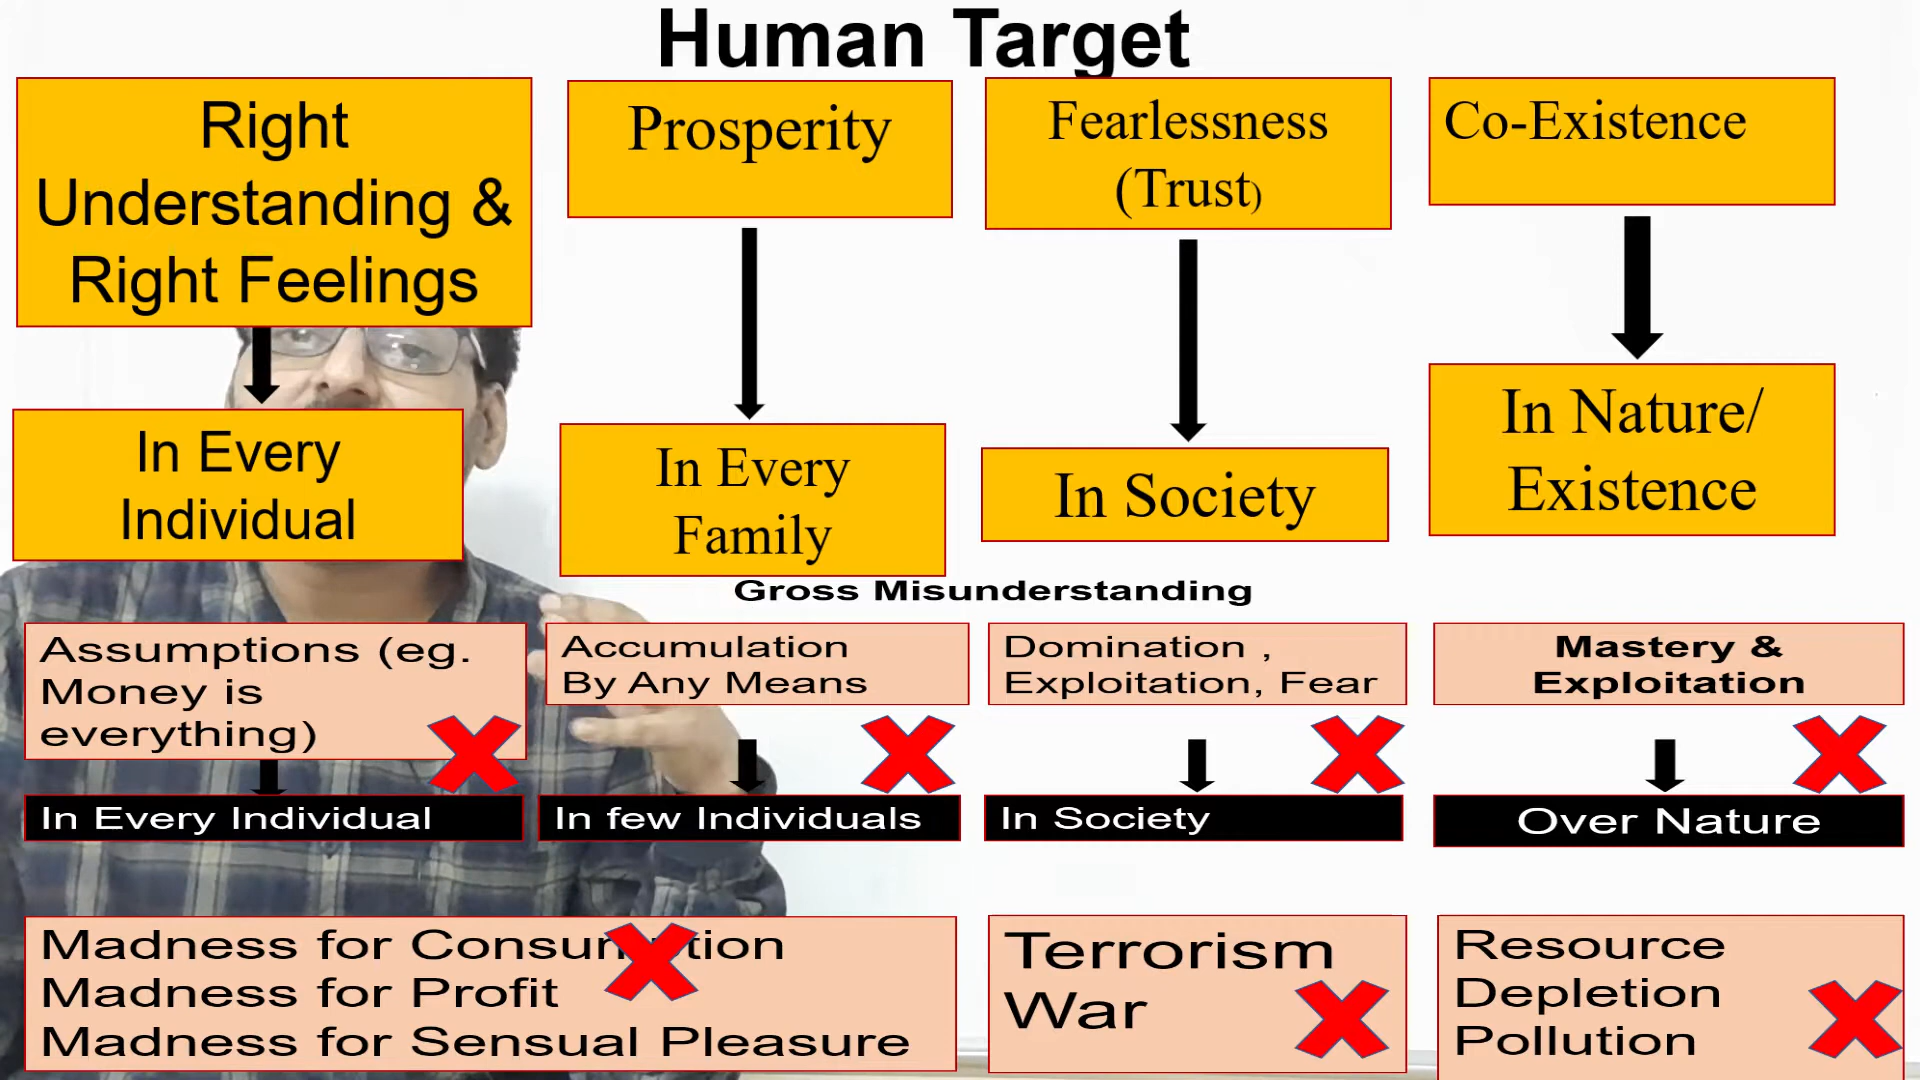 Human Target
Right
Understanding &
Right Feelings
Prosperity
Fearlessness
(Trust)
Co-Existence
In Every
Individual
In Every
Family
In Society
In Nature/
Existence
Gross Misunderstanding
Assumptions (eg.
Money is
everything)
Accumulation
By Any Means
Domination ,
Exploitation, Fear
Mastery &
Exploitation
In Every Individual
In few Individuals
In Society
Over Nature
Madness for Consumption
Madness for Profit
Madness for Sensual Pleasure
Terrorism
War
Resource
Depletion
Pollution